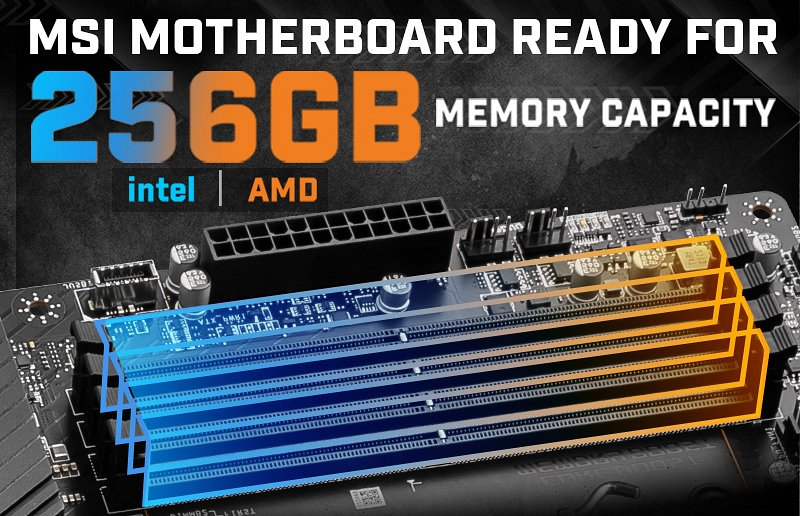 MSI MOTHERBOARD READY FOR
256GB MEMORY CAPACITY
intel | AMD